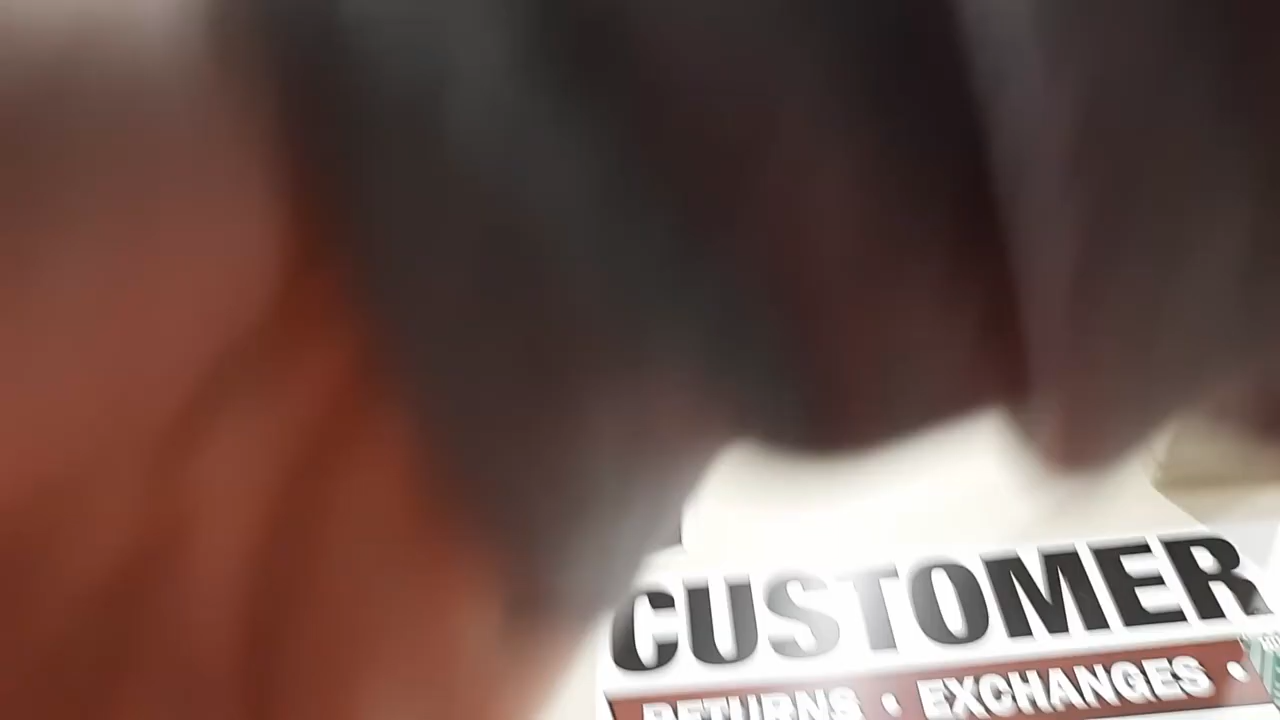 CUSTOMER
RETURNS • EXCHANGES •